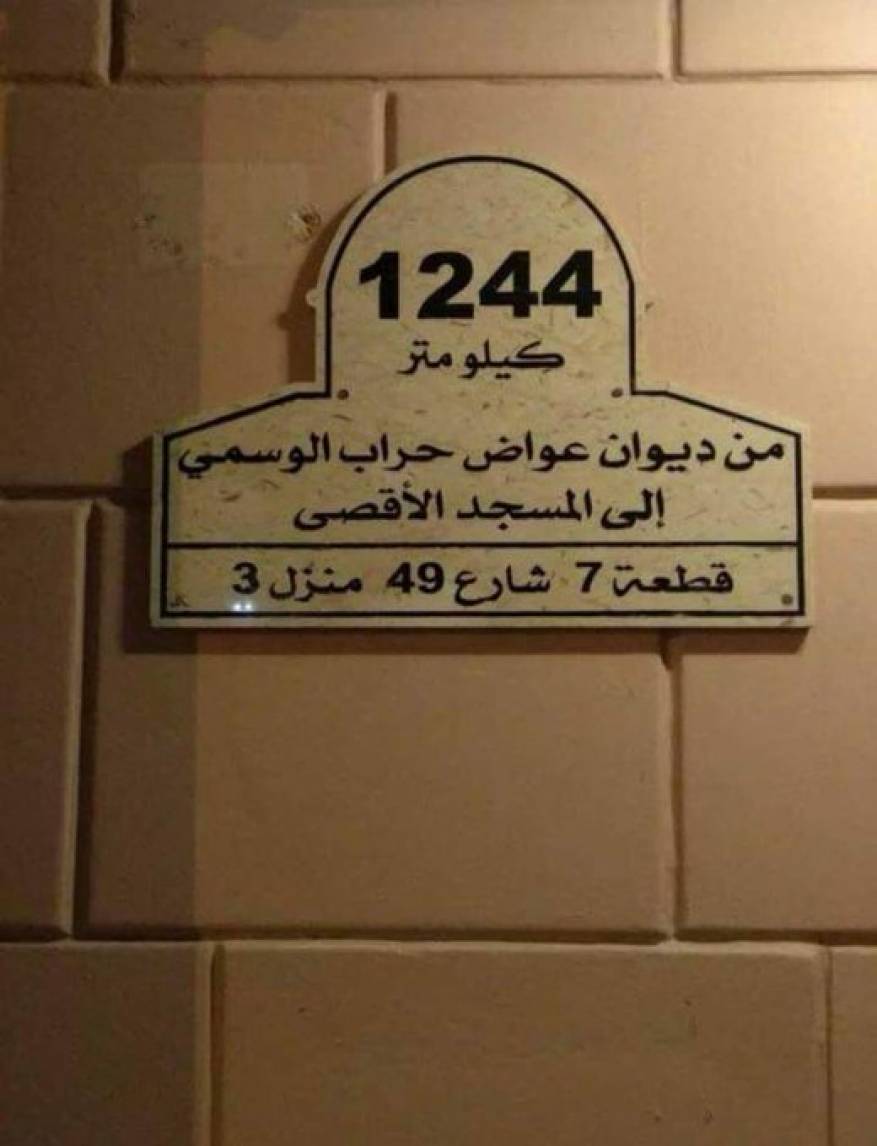 1244
كيلو متر
من ديوان عواض حراب الوسمي
إلى المسجد الأقصى
قطعة 7 شارع 49 منزل 3